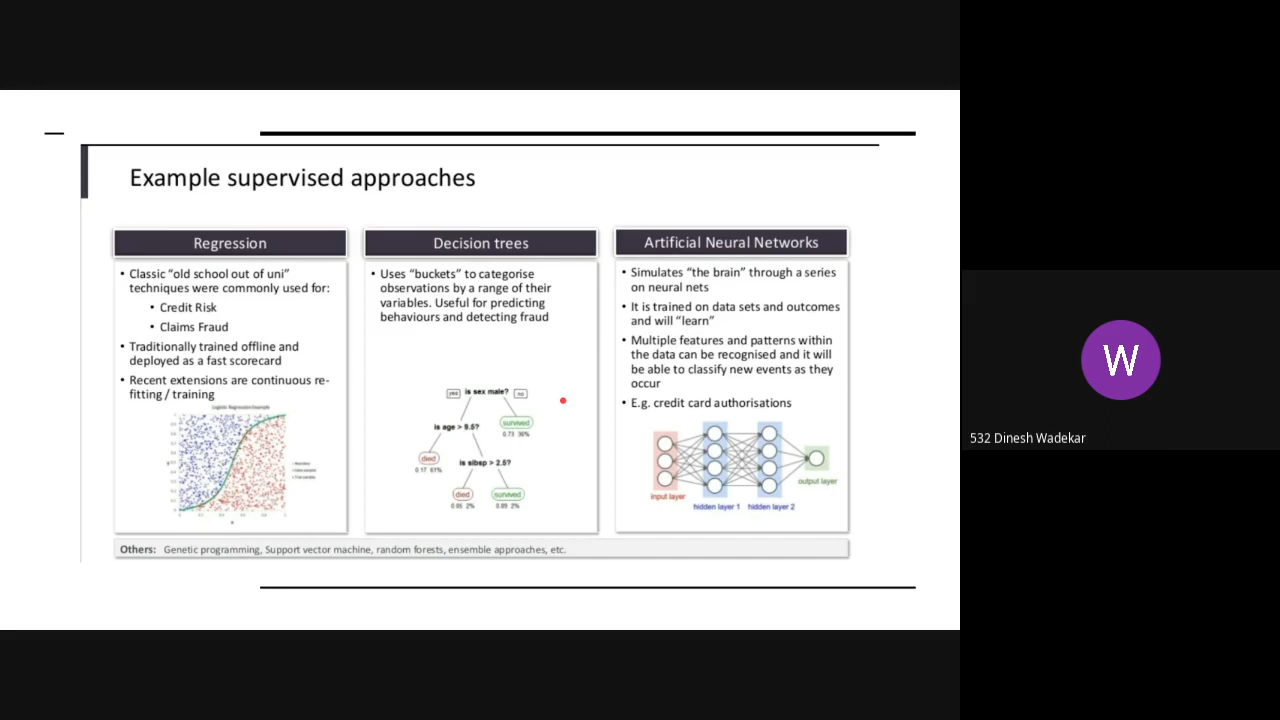 Example supervised approaches
Regression
• Classic “old school out of uni”
techniques were commonly used for:
• Credit Risk
• Claims Fraud
• Traditionally trained offline and
deployed as a fast scorecard
• Recent extensions are continuous re-
fitting / training
Logistic Regression Example
Decision trees
• Uses “buckets” to categorise
observations by a range of their
variables. Useful for predicting
behaviours and detecting fraud
yes is sex male? no
is age > 9.5?
survived
0.73 36%
died
0.17 61%
is sibsp > 2.5?
died
survived
0.05 2%
0.89 2%
Artificial Neural Networks
• Simulates “the brain” through a series
on neural nets
• It is trained on data sets and outcomes
and will “learn”
• Multiple features and patterns within
the data can be recognised and it will
be able to classify new events as they
occur
• E.g. credit card authorisations
input layer
hidden layer 1 hidden layer 2
output layer
Others: Genetic programming, Support vector machine, random forests, ensemble approaches, etc.
W
532 Dinesh Wadekar